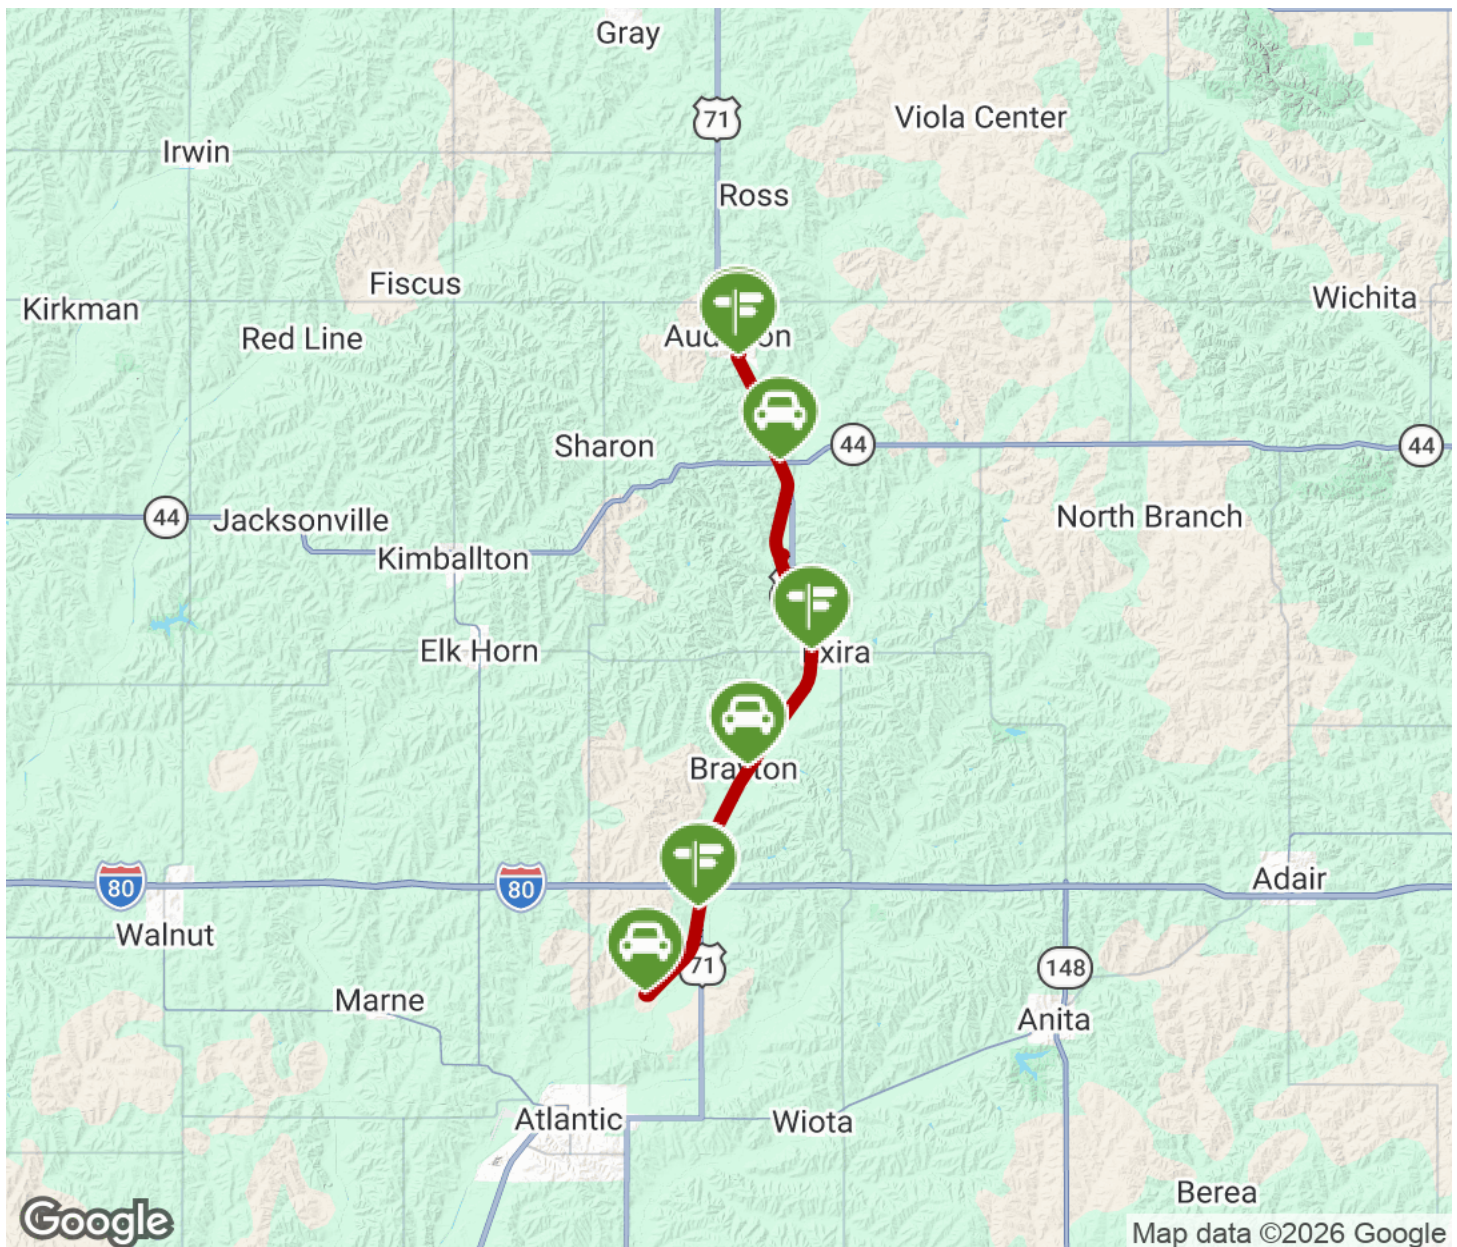 Gray
71
Viola Center
Irwin
Ross
Fiscus
Wichita
Kirkman
Red Line
44
Sharon
44
44
Jacksonville
North Branch
Kimballton
Elk Horn
Brayton
80
80
Adair
Walnut
71
148
Marne
Anita
Atlantic
Wiota
Berea
Google
Map data ©2026 Google